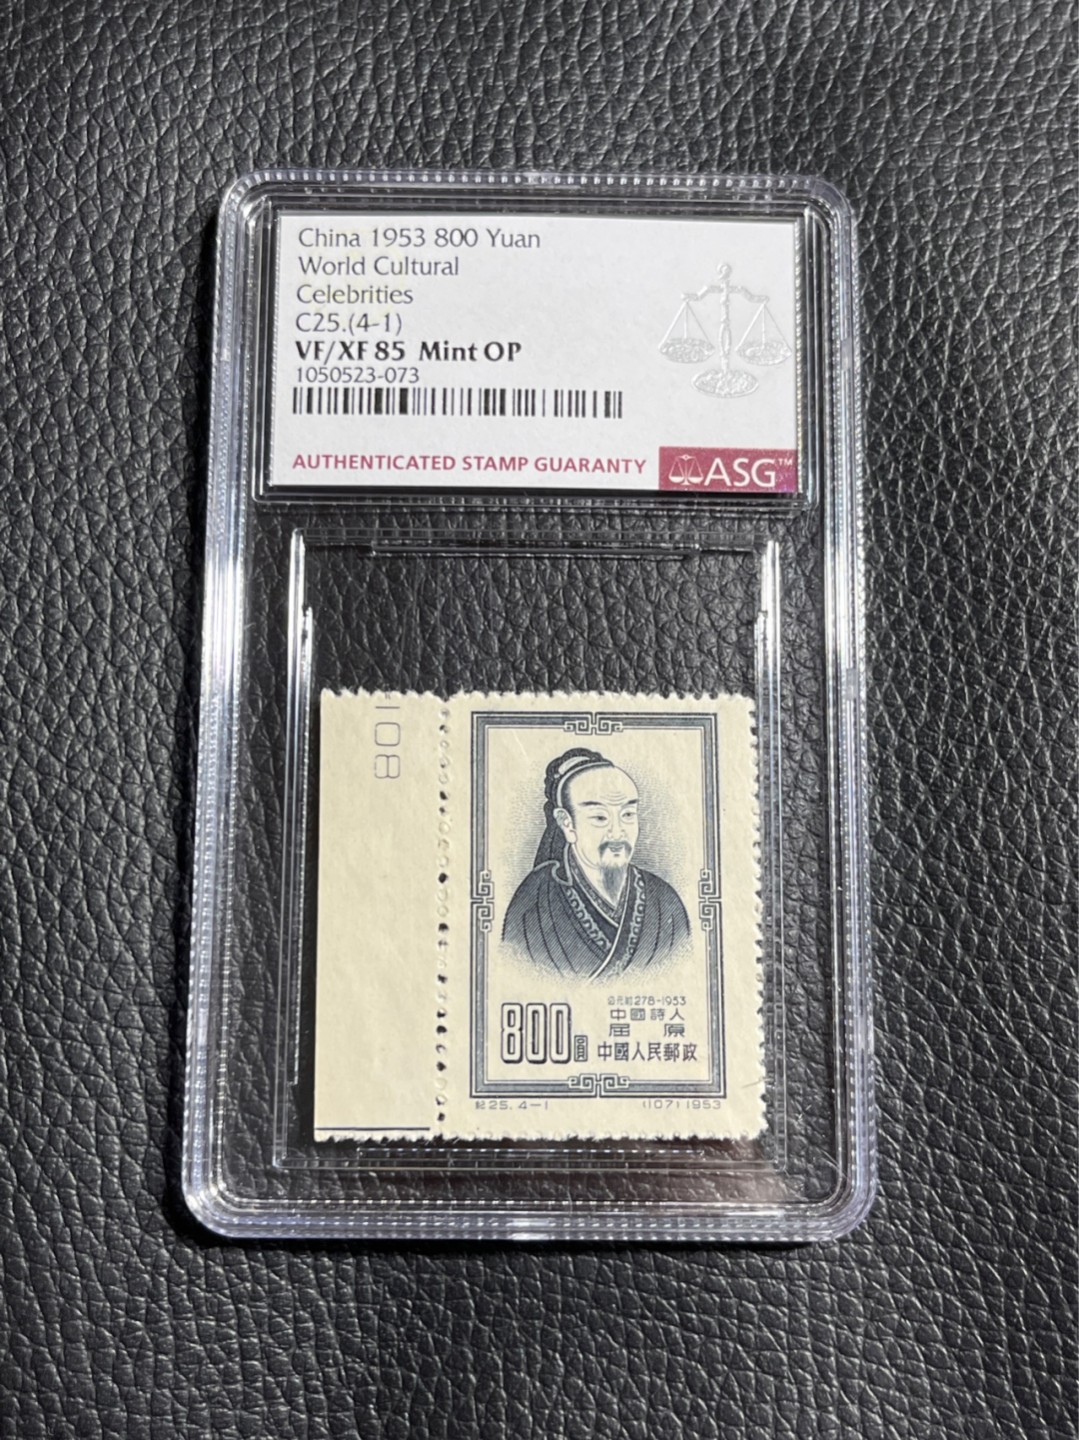 China 1953 800 Yuan
World Cultural
Celebrities
C25.(4-1)
VF/XF 85 Mint OP
1050523-073
AUTHENTICATED STAMP GUARANTY
ASG™
108
公元前278-1953
中國詩人
屈原
800圓
中國人民郵政
紀25.4-1
(107)1953